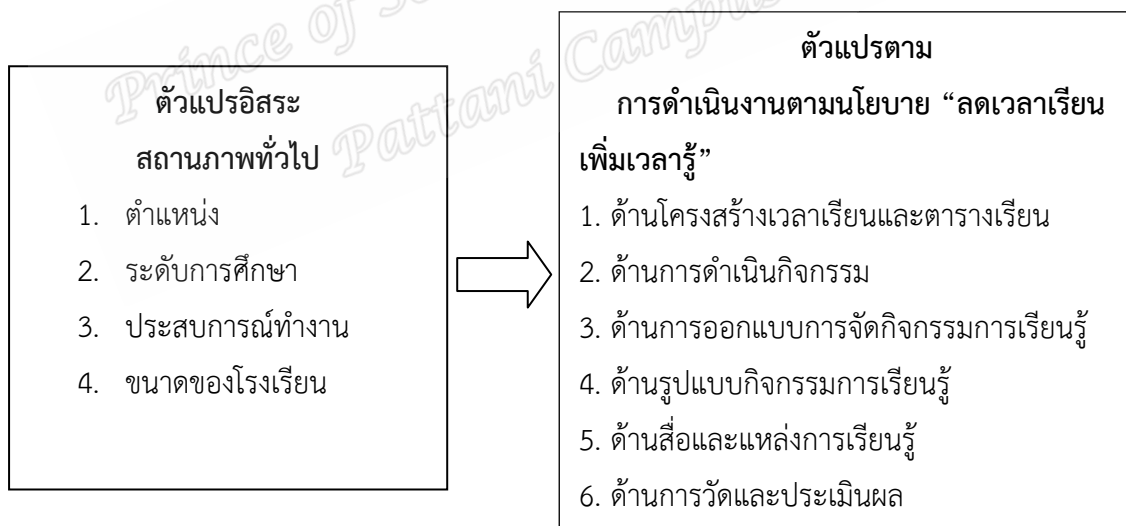 Prince of
Pattani Campus
ตัวแปรอิสระ
สถานภาพทั่วไป
1. ตำแหน่ง
2. ระดับการศึกษา
3. ประสบการณ์ทำงาน
4. ขนาดของโรงเรียน
ตัวแปรตาม
การดำเนินงานตามนโยบาย “ลดเวลาเรียน
เพิ่มเวลารู้”
1. ด้านโครงสร้างเวลาเรียนและตารางเรียน
2. ด้านการดำเนินกิจกรรม
3. ด้านการออกแบบการจัดกิจกรรมการเรียนรู้
4. ด้านรูปแบบกิจกรรมการเรียนรู้
5. ด้านสื่อและแหล่งการเรียนรู้
6. ด้านการวัดและประเมินผล